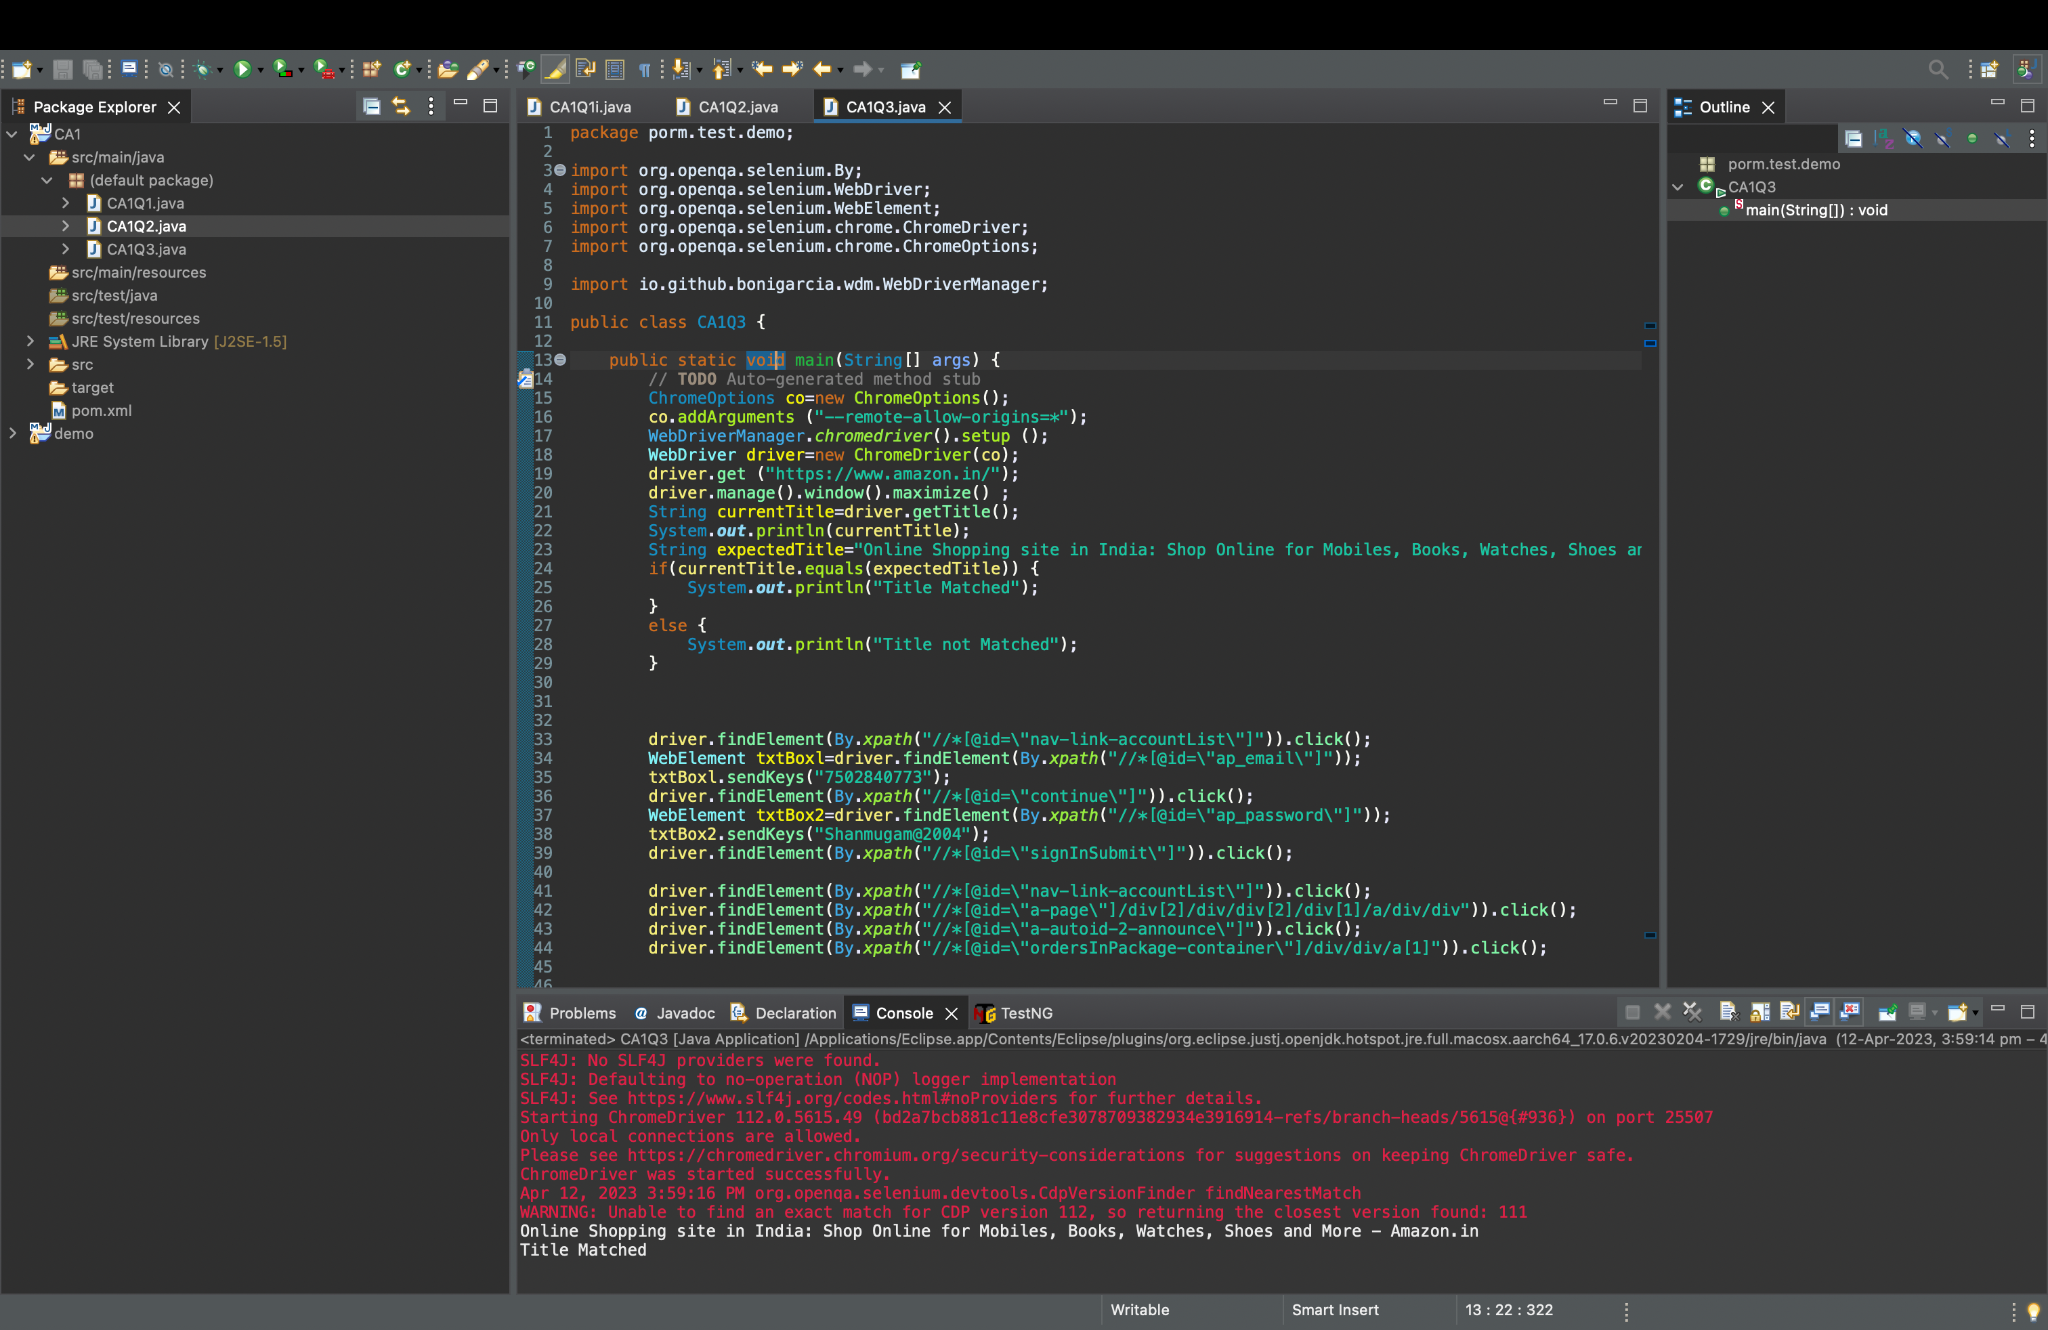 Package Explorer
CA1
src/main/java
(default package)
CA1Q1.java
CA1Q2.java
CA1Q3.java
src/main/resources
src/test/java
src/test/resources
JRE System Library [J2SE-1.5]
src
target
pom.xml
demo
CA1Q1i.java CA1Q2.java CA1Q3.java
1 package porm.test.demo;
2
3 import org.openqa.selenium.By;
4 import org.openqa.selenium.WebDriver;
5 import org.openqa.selenium.WebElement;
6 import org.openqa.selenium.chrome.ChromeDriver;
7 import org.openqa.selenium.chrome.ChromeOptions;
8
9 import io.github.bonigarcia.wdm.WebDriverManager;
10
11 public class CA1Q3 {
12
13 public static void main(String[] args) {
14 // TODO Auto-generated method stub
15 ChromeOptions co=new ChromeOptions();
16 co.addArguments ("--remote-allow-origins=*");
17 WebDriverManager.chromedriver().setup ();
18 WebDriver driver=new ChromeDriver(co);
19 driver.get ("https://www.amazon.in/");
20 driver.manage().window().maximize() ;
21 String currentTitle=driver.getTitle();
22 System.out.println(currentTitle);
23 String expectedTitle="Online Shopping site in India: Shop Online for Mobiles, Books, Watches, Shoes ar
24 if(currentTitle.equals(expectedTitle)) {
25 System.out.println("Title Matched");
26 }
27 else {
28 System.out.println("Title not Matched");
29 }
30
31
32
33 driver.findElement(By.xpath("//*[@id=\"nav-link-accountList\"]")).click();
34 WebElement txtBoxl=driver.findElement(By.xpath("//*[@id=\"ap_email\"]"));
35 txtBoxl.sendKeys("7502840773");
36 driver.findElement(By.xpath("//*[@id=\"continue\"]")).click();
37 WebElement txtBox2=driver.findElement(By.xpath("//*[@id=\"ap_password\"]"));
38 txtBox2.sendKeys("Shanmugam@2004");
39 driver.findElement(By.xpath("//*[@id=\"signInSubmit\"]")).click();
40
41 driver.findElement(By.xpath("//*[@id=\"nav-link-accountList\"]")).click();
42 driver.findElement(By.xpath("//*[@id=\"a-page\"]/div[2]/div/div[2]/div[1]/a/div/div")).click();
43 driver.findElement(By.xpath("//*[@id=\"a-autoid-2-announce\"]")).click();
44 driver.findElement(By.xpath("//*[@id=\"ordersInPackage-container\"]/div/div/a[1]")).click();
45
46
Outline
porm.test.demo
CA1Q3
main(String[]) : void
Problems Javadoc Declaration Console TestNG
<terminated> CA1Q3 [Java Application] /Applications/Eclipse.app/Contents/Eclipse/plugins/org.eclipse.justj.openjdk.hotspot.jre.full.macosx.aarch64_17.0.6.v20230204-1729/jre/bin/java (12-Apr-2023, 3:59:14 pm – 4
SLF4J: No SLF4J providers were found.
SLF4J: Defaulting to no-operation (NOP) logger implementation
SLF4J: See https://www.slf4j.org/codes.html#noProviders for further details.
Starting ChromeDriver 112.0.5615.49 (bd2a7bcb881c11e8cfe3078709382934e3916914-refs/branch-heads/5615@{#936}) on port 25507
Only local connections are allowed.
Please see https://chromedriver.chromium.org/security-considerations for suggestions on keeping ChromeDriver safe.
ChromeDriver was started successfully.
Apr 12, 2023 3:59:16 PM org.openqa.selenium.devtools.CdpVersionFinder findNearestMatch
WARNING: Unable to find an exact match for CDP version 112, so returning the closest version found: 111
Online Shopping site in India: Shop Online for Mobiles, Books, Watches, Shoes and More – Amazon.in
Title Matched
Writable Smart Insert 13 : 22 : 322